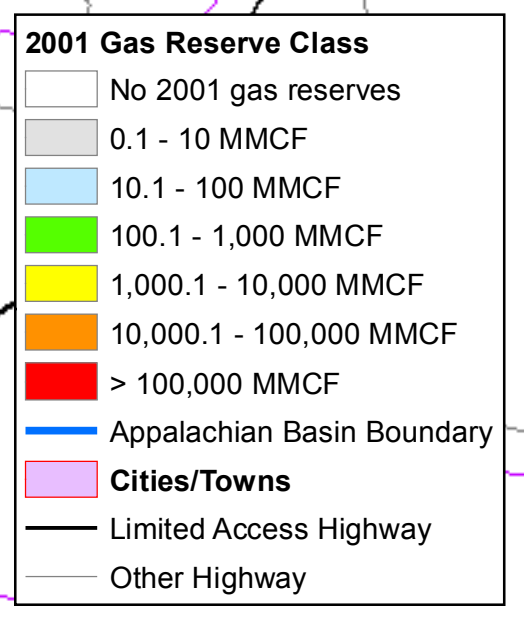 2001 Gas Reserve Class
No 2001 gas reserves
0.1 - 10 MMCF
10.1 - 100 MMCF
100.1 - 1,000 MMCF
1,000.1 - 10,000 MMCF
10,000.1 - 100,000 MMCF
> 100,000 MMCF
Appalachian Basin Boundary
Cities/Towns
Limited Access Highway
Other Highway